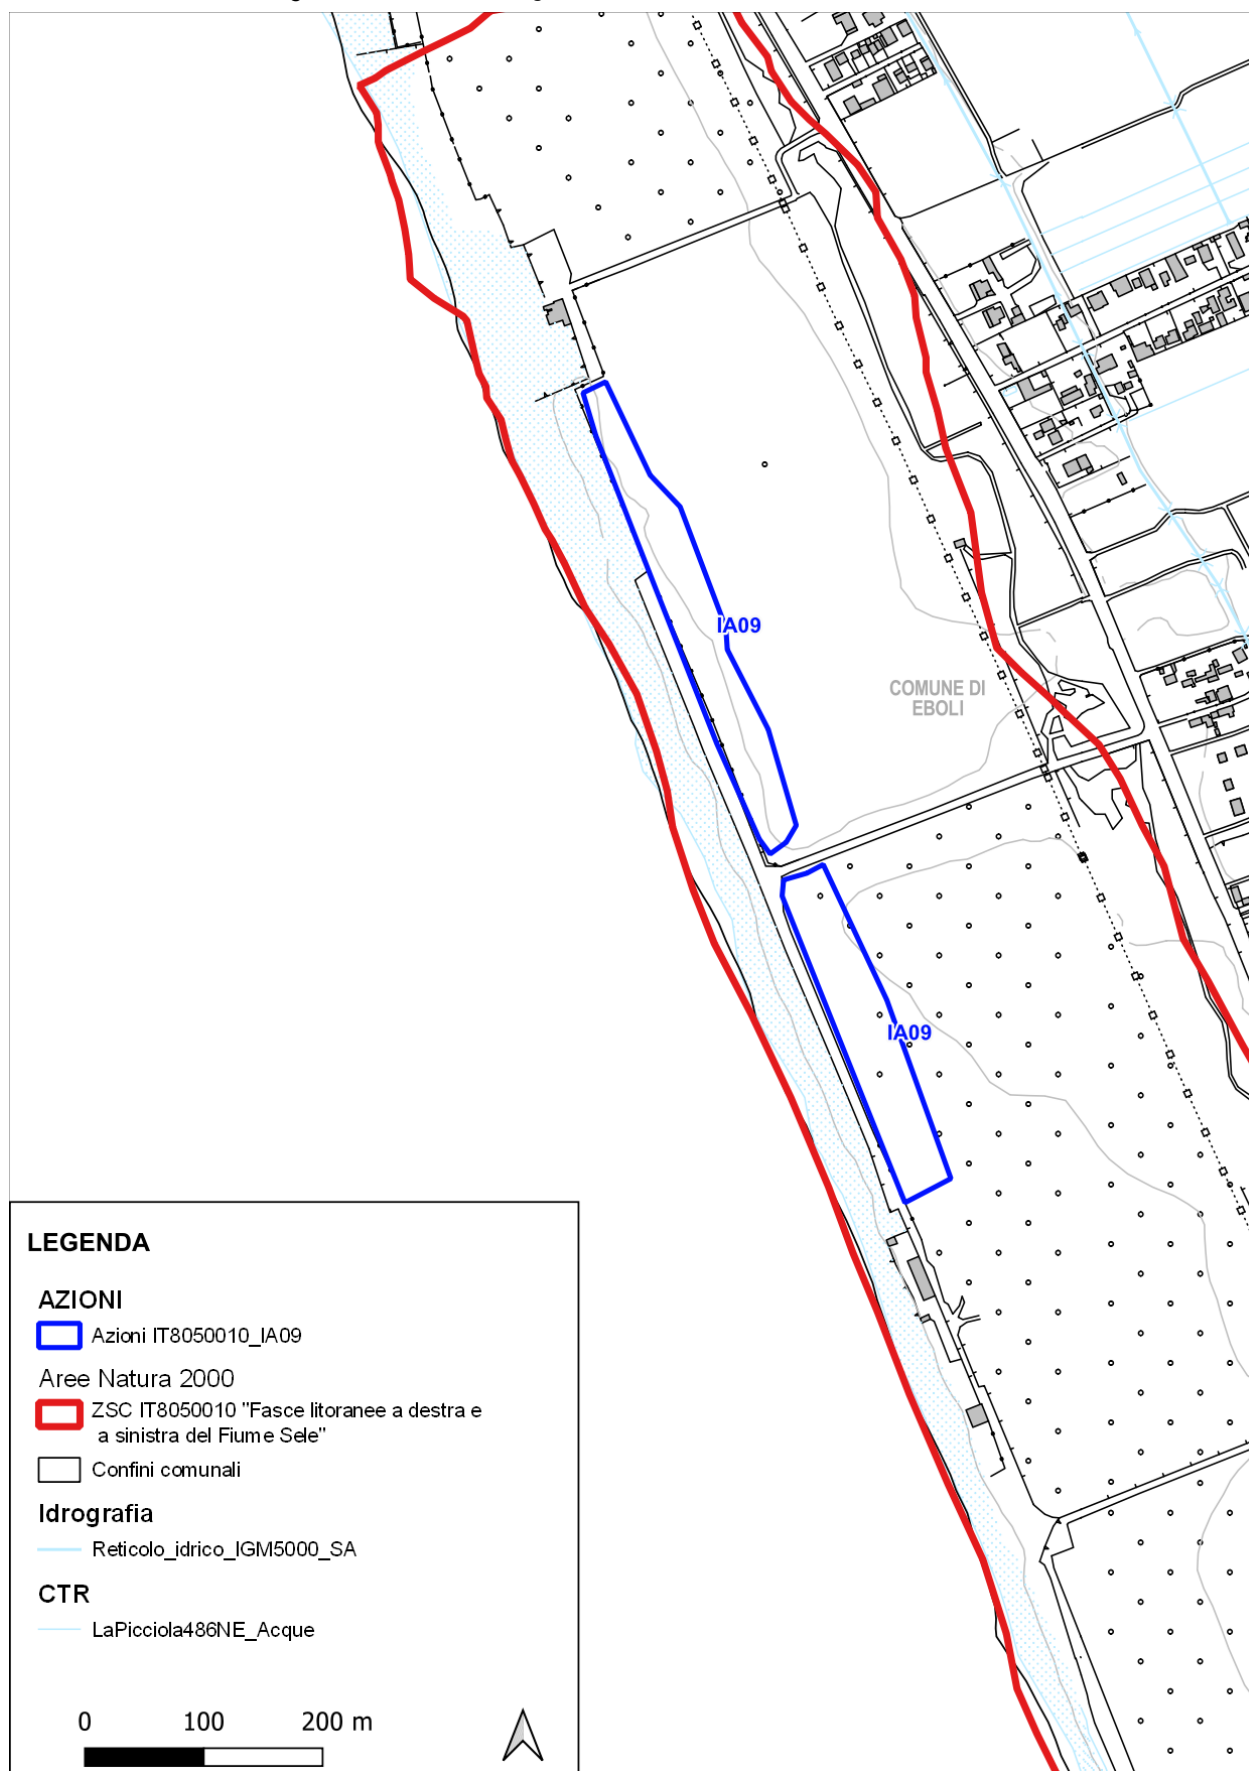 IA09
COMUNE DI
EBOLI
IA09
LEGENDA
AZIONI
Azioni IT8050010_IA09
Aree Natura 2000
ZSC IT8050010 "Fasce litoranee a destra e
a sinistra del Fiume Sele"
Confini comunali
Idrografia
Reticolo_idrico_IGM5000_SA
CTR
LaPicciola486NE_Acque
0 100 200 m